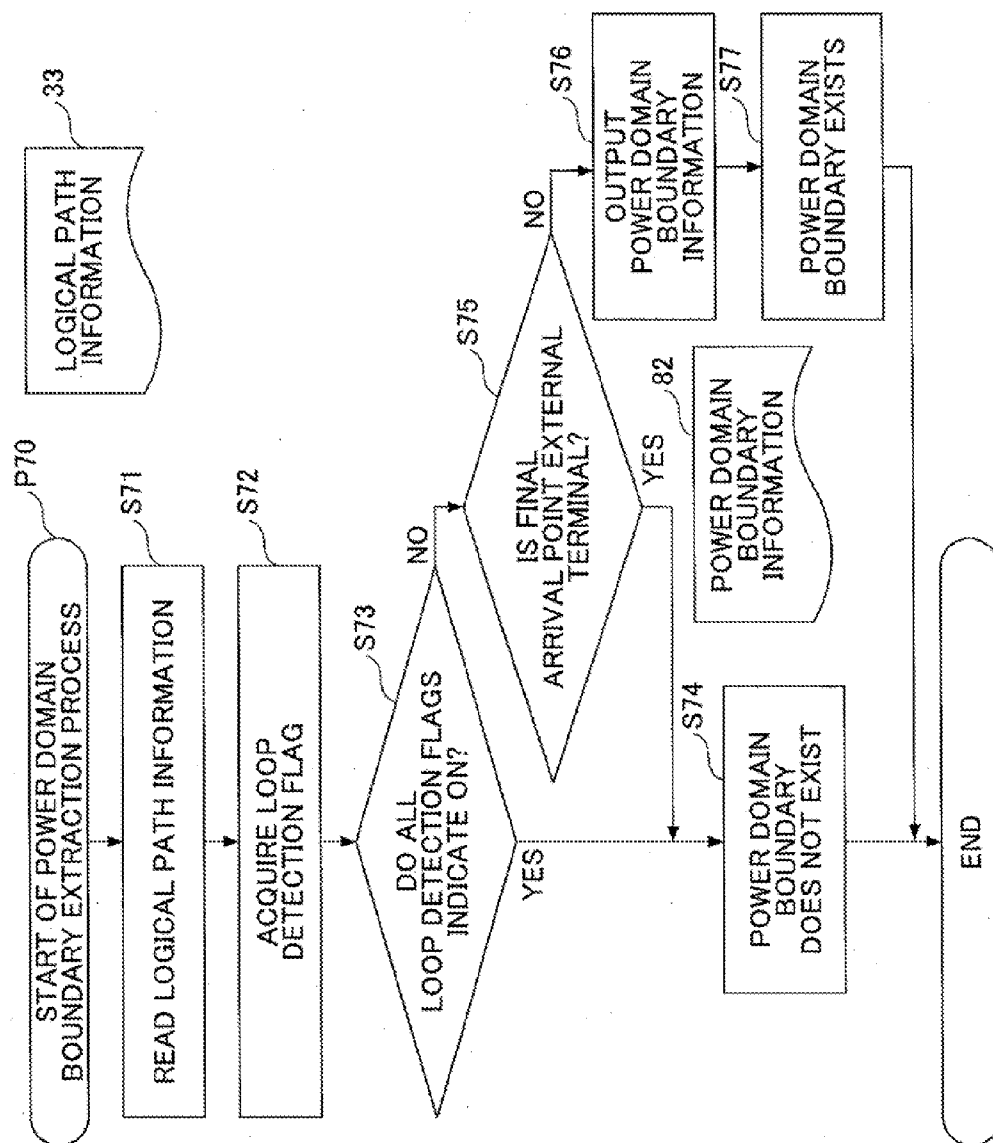 START OF POWER DOMAIN
BOUNDARY EXTRACTION PROCESS
P70
LOGICAL PATH
INFORMATION
33
READ LOGICAL PATH INFORMATION
S71
ACQUIRE LOOP
DETECTION FLAG
S72
DO ALL
LOOP DETECTION FLAGS
INDICATE ON?
S73
NO
YES
IS FINAL
ARRIVAL POINT EXTERNAL
TERMINAL?
S75
NO
YES
OUTPUT
POWER DOMAIN
BOUNDARY
INFORMATION
S76
POWER DOMAIN
BOUNDARY
INFORMATION
82
POWER DOMAIN
BOUNDARY EXISTS
S77
POWER DOMAIN
BOUNDARY
DOES NOT EXIST
S74
END